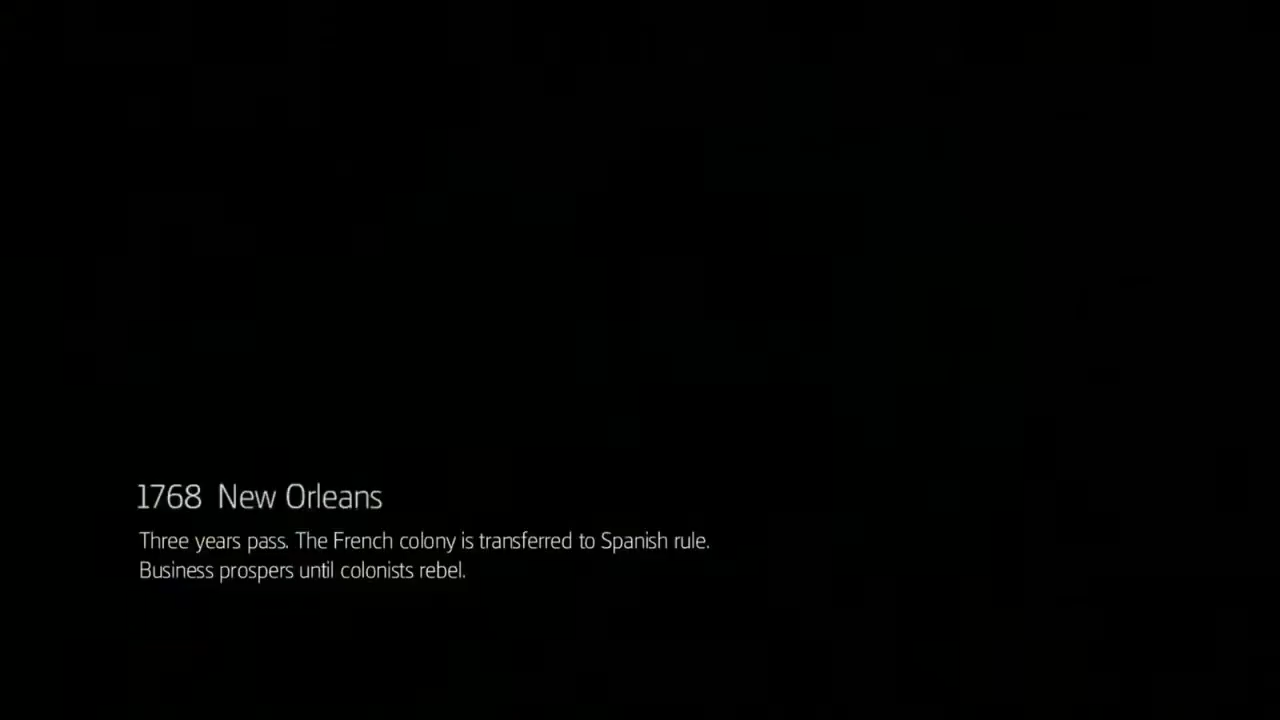 1768 New Orleans
Three years pass. The French colony is transferred to Spanish rule.
Business prospers until colonists rebel.